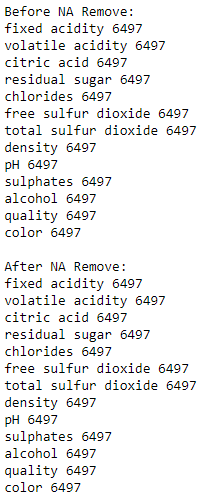 Before NA Remove:
fixed acidity 6497
volatile acidity 6497
citric acid 6497
residual sugar 6497
chlorides 6497
free sulfur dioxide 6497
total sulfur dioxide 6497
density 6497
pH 6497
sulphates 6497
alcohol 6497
quality 6497
color 6497

After NA Remove:
fixed acidity 6497
volatile acidity 6497
citric acid 6497
residual sugar 6497
chlorides 6497
free sulfur dioxide 6497
total sulfur dioxide 6497
density 6497
pH 6497
sulphates 6497
alcohol 6497
quality 6497
color 6497